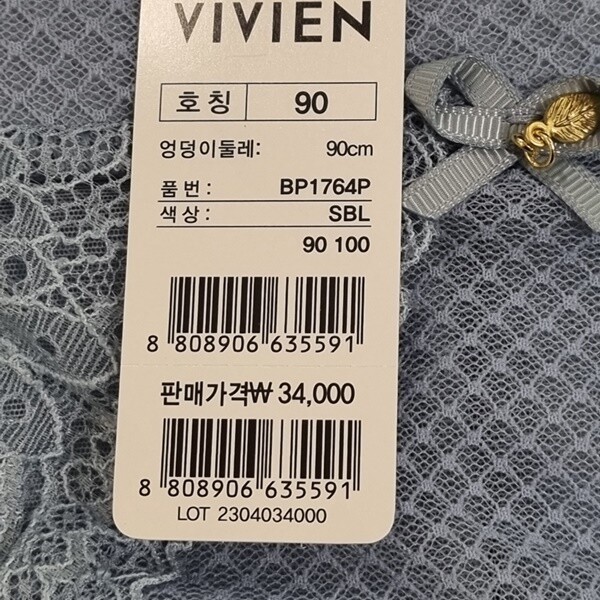 VIVIEN
호칭 90
엉덩이둘레: 90cm
품번: BP1764P
색상: SBL
90 100
8 808906 635591
판매가격₩ 34,000
8 808906 635591
LOT 2304034000